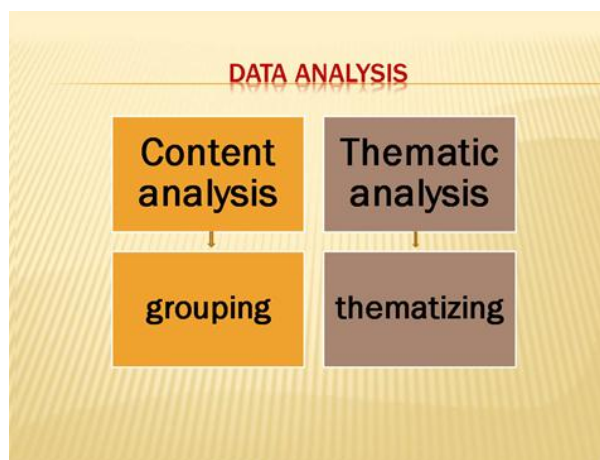 DATA ANALYSIS
Content
analysis
Thematic
analysis
grouping
thematizing